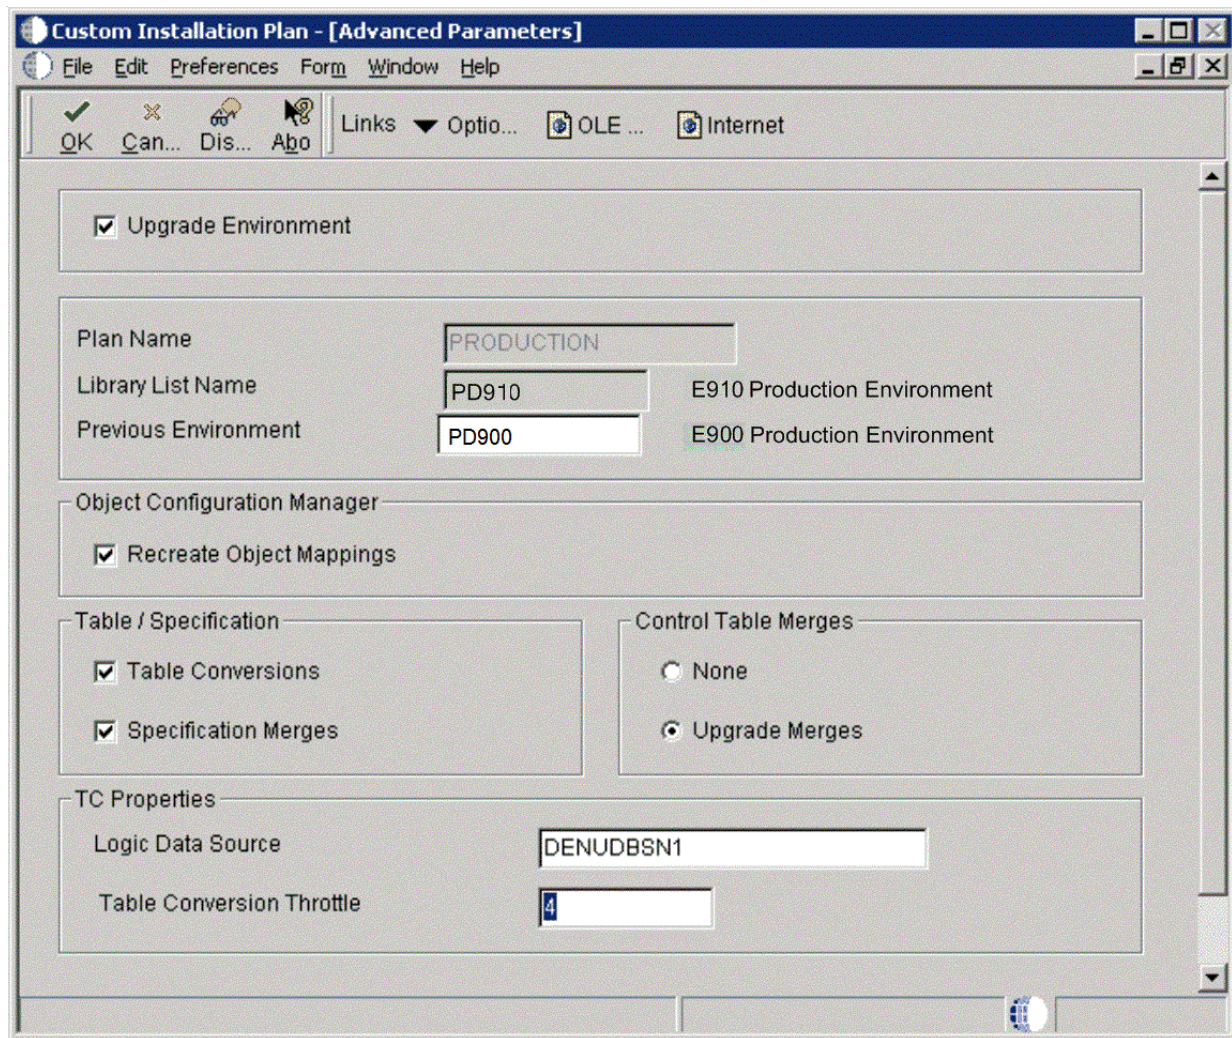 Custom Installation Plan - [Advanced Parameters]
File Edit Preferences Form Window Help
OK Can... Dis... Abo Links Optio... OLE ... Internet
Upgrade Environment
Plan Name PRODUCTION
Library List Name PD910 E910 Production Environment
Previous Environment PD900 E900 Production Environment
Object Configuration Manager
Recreate Object Mappings
Table / Specification Control Table Merges
Table Conversions None
Specification Merges Upgrade Merges
TC Properties
Logic Data Source DENUDBSN1
Table Conversion Throttle 4